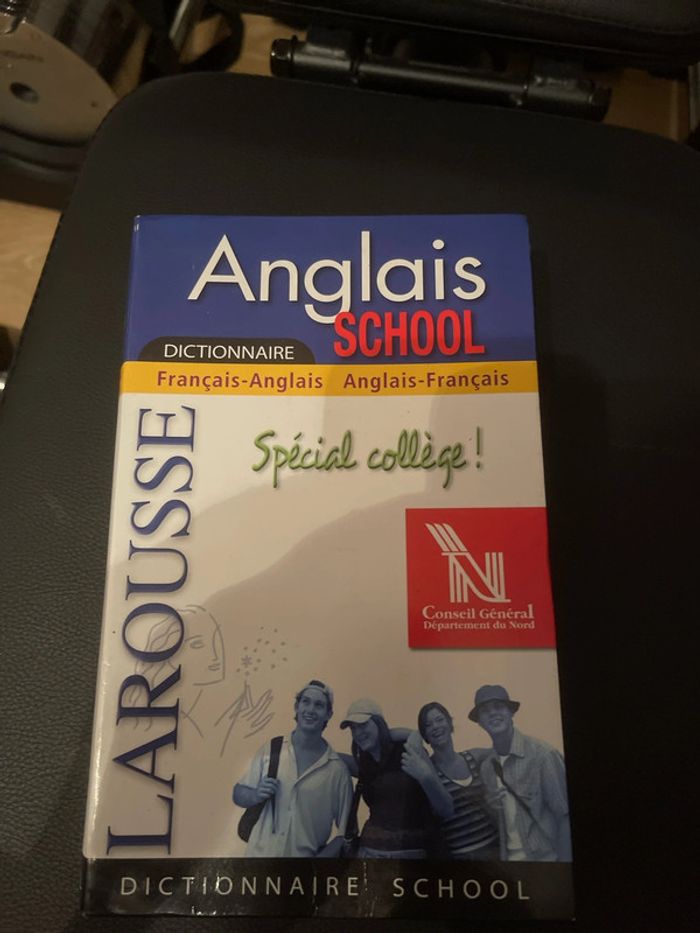 Anglais
SCHOOL
DICTIONNAIRE
Français-Anglais Anglais-Français
Spécial collège !
LAROUSSE
N
Conseil Général
Département du Nord
DICTIONNAIRE SCHOOL